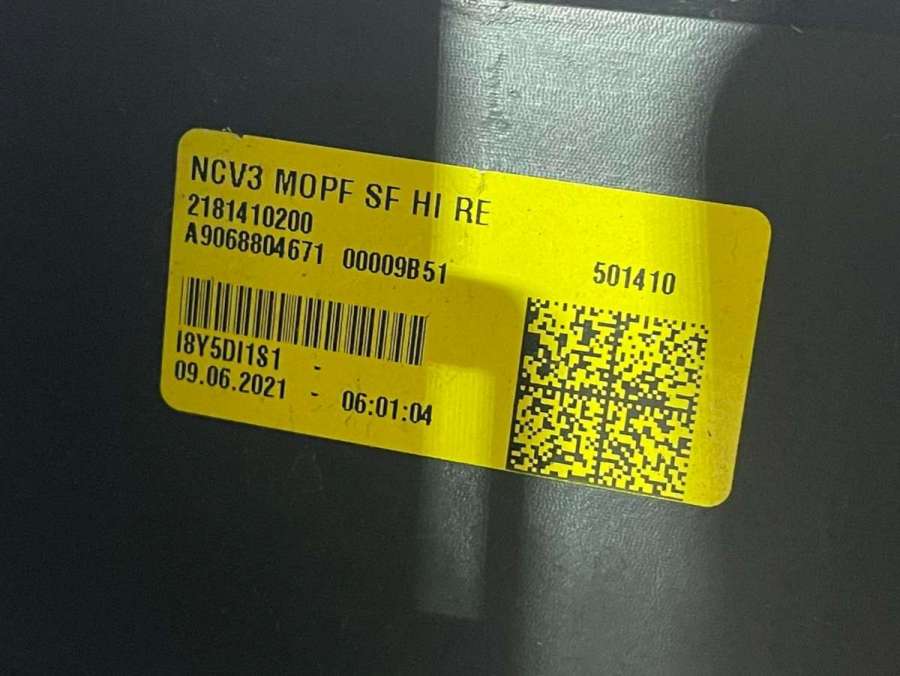 NCV3 MOPF SF HI RE
2181410200
A9068804671 00009B51
501410
I8Y5DI1S1 -
09.06.2021 - 06:01:04